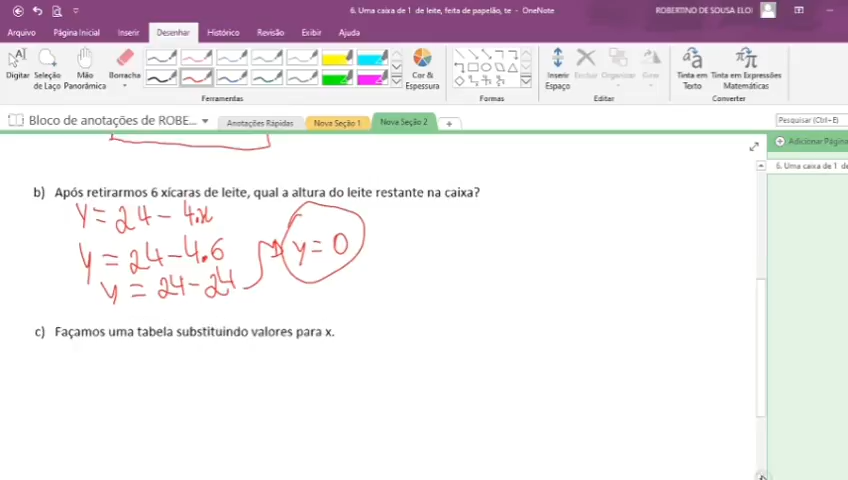 6. Uma caixa de 1 de leite, feita de papelão, te - OneNote
ROBERTINO DE SOUSA ELOI
Arquivo Página Inicial Inserir Desenhar Histórico Revisão Exibir Ajuda
Digitar Seleção de Laço Mão Panorâmica Borracha Cor & Espessura Inserir Espaço Excluir Organizar Girar Tinta em Texto Tinta em Expressões Matemáticas
Ferramentas Formas Editar Converter
Bloco de anotações de ROBE... Anotações Rápidas Nova Seção 1 Nova Seção 2 + Pesquisar (Ctrl+E)
Adicionar Página
6. Uma caixa de 1 de
b) Após retirarmos 6 xícaras de leite, qual a altura do leite restante na caixa?
y = 24 - 4.x
y = 24 - 4.6
y = 0
y = 24 - 24
c) Façamos uma tabela substituindo valores para x.